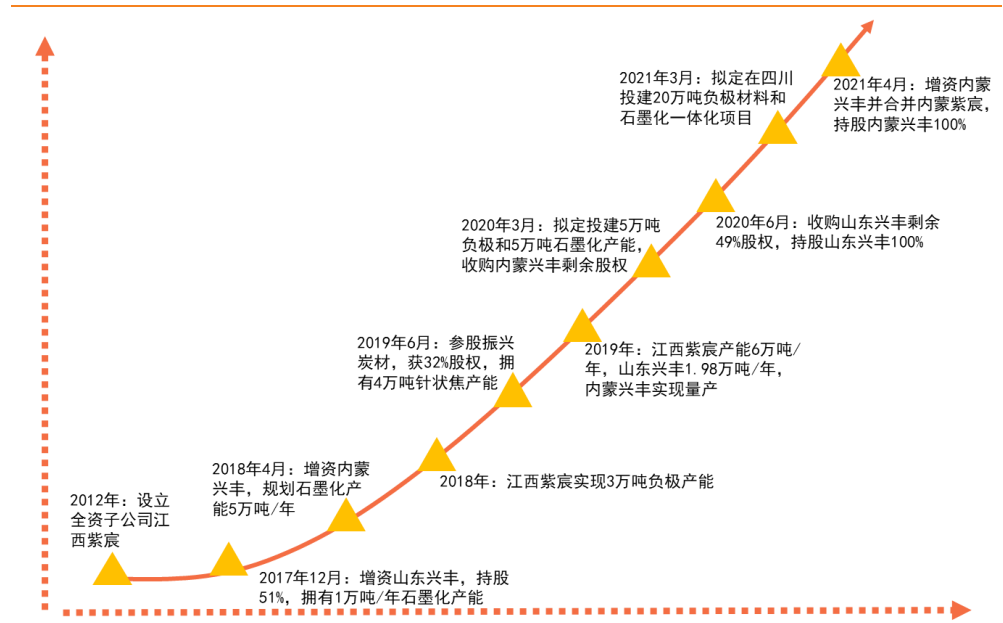 2021年3月：拟定在四川
投建20万吨负极材料和
石墨化一体化项目
2021年4月：增资内蒙
兴丰并合并内蒙紫宸，
持股内蒙兴丰100%
2020年3月：拟定投建5万吨
负极和5万吨石墨化产能，
收购内蒙兴丰剩余股权
2020年6月：收购山东兴丰剩余
49%股权，持股山东兴丰100%
2019年6月：参股振兴
炭材，获32%股权，拥
有4万吨针状焦产能
2019年：江西紫宸产能6万吨/
年，山东兴丰1.98万吨/年，
内蒙兴丰实现量产
2018年4月：增资内蒙
兴丰，规划石墨化产
能5万吨/年
2018年：江西紫宸实现3万吨负极产能
2012年：设立
全资子公司江
西紫宸
2017年12月：增资山东兴丰，持股
51%，拥有1万吨/年石墨化产能